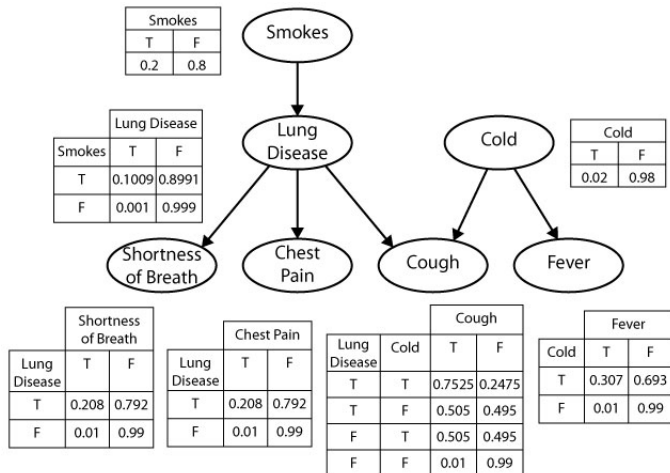 Smokes
T F
0.2 0.8
Smokes
Lung Disease
Smokes T F
T 0.1009 0.8991
F 0.001 0.999
Lung
Disease
Cold
Cold
T F
0.02 0.98
Shortness
of Breath
Chest
Pain
Cough
Fever
Shortness
of Breath
Lung
Disease T F
T 0.208 0.792
F 0.01 0.99
Chest Pain
Lung
Disease T F
T 0.208 0.792
F 0.01 0.99
Cough
Lung
Disease Cold T F
T T 0.7525 0.2475
T F 0.505 0.495
F T 0.505 0.495
F F 0.01 0.99
Fever
Cold T F
T 0.307 0.693
F 0.01 0.99